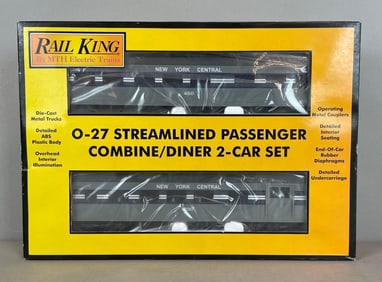 RAIL KING
By MTH Electric Trains
NEW YORK CENTRAL
450
Die-Cast
Metal Trucks
Detailed
ABS
Plastic Body
Overhead
Interior
Illumination
O-27 STREAMLINED PASSENGER
COMBINE/DINER 2-CAR SET
Operating
Metal Couplers
Detailed
Interior
Seating
End-Of-Car
Rubber
Diaphragms
Detailed
Undercarriage
NEW YORK CENTRAL